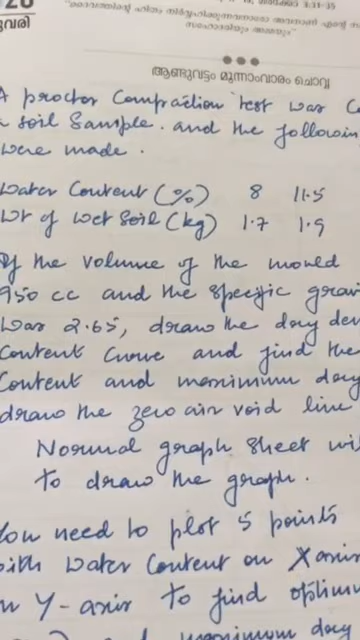 ആണ്ടുവട്ടം മൂന്നാംവാരം ചൊവ്വ
A proctor Compaction test was Co
a soil Sample. and the followin
were made.
Water Content (%) 8 11.5
Wt of wet Soil (kg) 1.7 1.9
If the volume of the mould
950 cc and the specific gravi
was 2.65, draw the dry den
Content Curve and find the
Content and maximum dry
draw the zero air void line
Normal graph sheet wi
to draw the graph.
You need to plot 5 points
with water Content on X axis
on Y-axis to find optimu
maximum dry